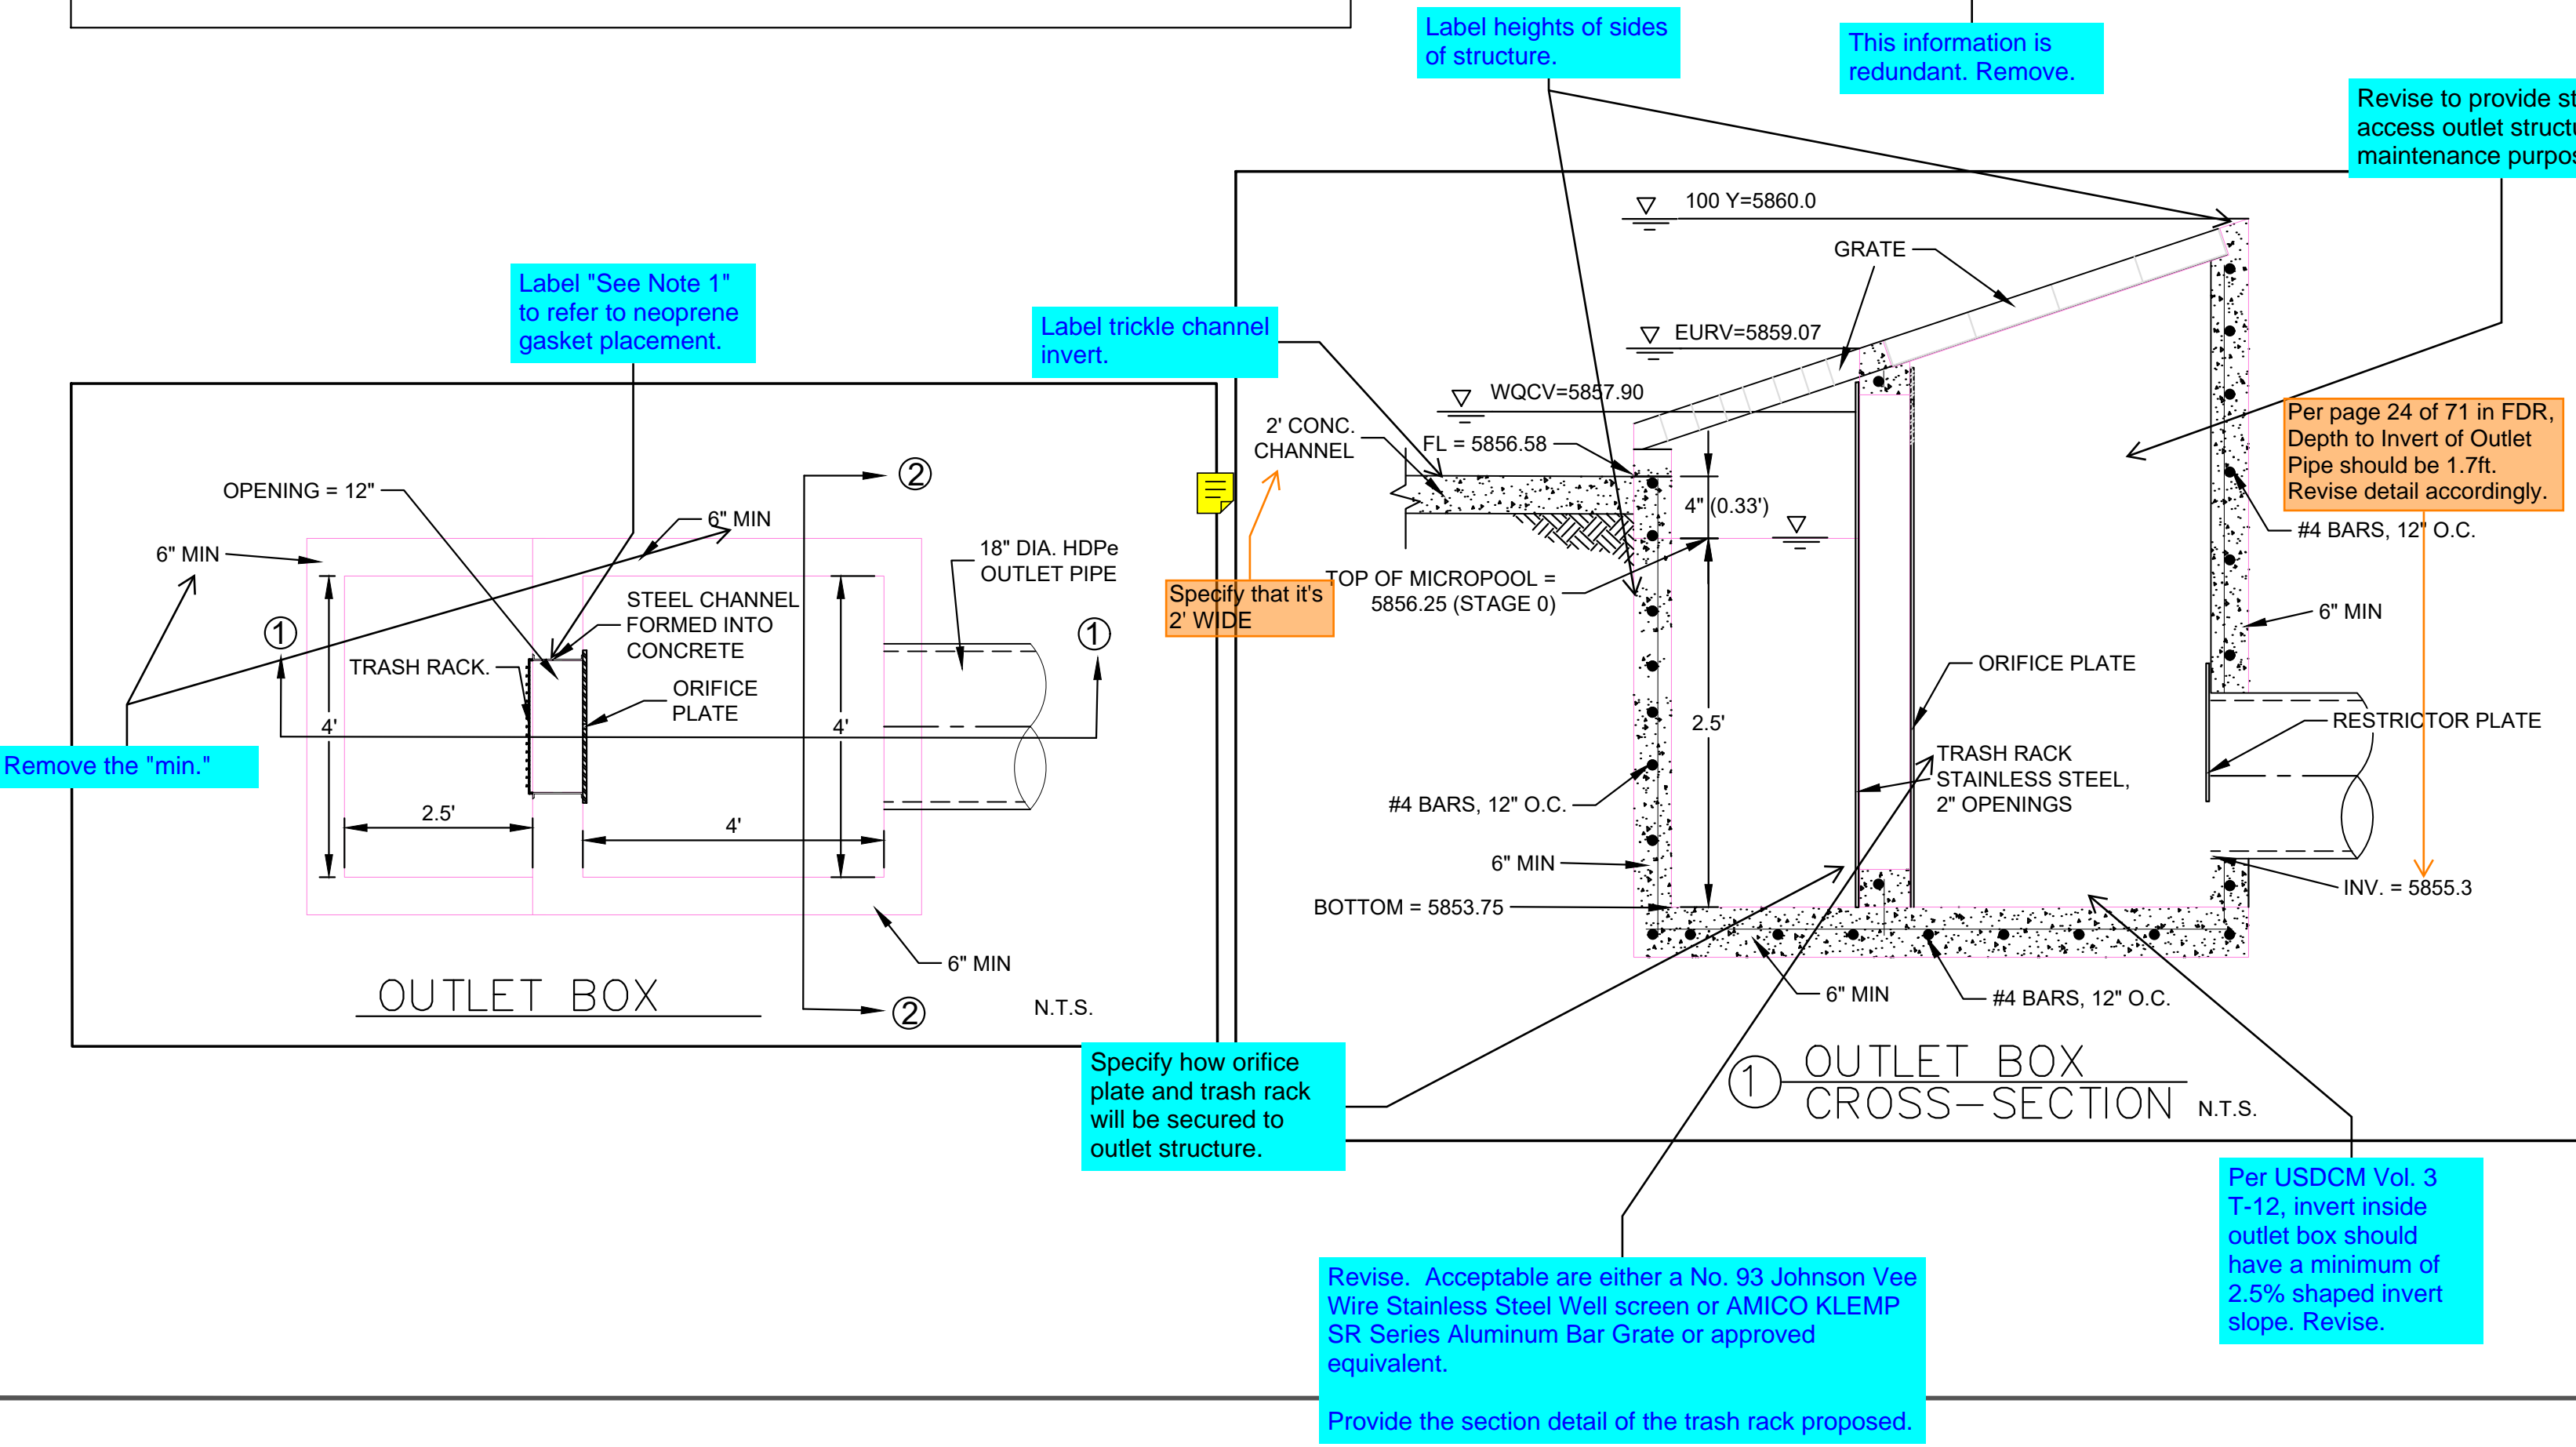 Label heights of sides
of structure.
This information is
redundant. Remove.
Revise to provide
access outlet
maintenance
Label "See Note 1"
to refer to neoprene
gasket placement.
Label trickle channel
invert.
OPENING = 12"
6" MIN
6" MIN
18" DIA. HDPe
OUTLET PIPE
STEEL CHANNEL
FORMED INTO
CONCRETE
TRASH RACK.
ORIFICE
PLATE
1
1
2
2
4'
4'
2.5'
4'
6" MIN
Remove the "min."
OUTLET BOX
N.T.S.
100 Y=5860.0
GRATE
EURV=5859.07
WQCV=5857.90
2' CONC.
CHANNEL
FL = 5856.58
4" (0.33')
Specify that it's
2' WIDE
TOP OF MICROPOOL =
5856.25 (STAGE 0)
Per page 24 of 71 in FDR,
Depth to Invert of Outlet
Pipe should be 1.7ft.
Revise detail accordingly.
#4 BARS, 12" O.C.
6" MIN
ORIFICE PLATE
RESTRICTOR PLATE
2.5'
TRASH RACK
STAINLESS STEEL,
2" OPENINGS
#4 BARS, 12" O.C.
6" MIN
BOTTOM = 5853.75
INV. = 5855.3
6" MIN
#4 BARS, 12" O.C.
1
OUTLET BOX
CROSS-SECTION
N.T.S.
Specify how orifice
plate and trash rack
will be secured to
outlet structure.
Revise. Acceptable are either a No. 93 Johnson Vee
Wire Stainless Steel Well screen or AMICO KLEMP
SR Series Aluminum Bar Grate or approved
equivalent.
Provide the section detail of the trash rack proposed.
Per USDCM Vol. 3
T-12, invert inside
outlet box should
have a minimum of
2.5% shaped invert
slope. Revise.